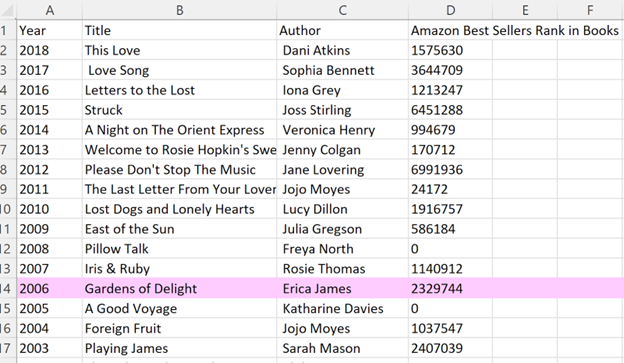 A B C D E F
1 Year Title Author Amazon Best Sellers Rank in Books
2 2018 This Love Dani Atkins 1575630
3 2017 Love Song Sophia Bennett 3644709
4 2016 Letters to the Lost Iona Grey 1213247
5 2015 Struck Joss Stirling 6451288
6 2014 A Night on The Orient Express Veronica Henry 994679
7 2013 Welcome to Rosie Hopkin's Swe Jenny Colgan 170712
8 2012 Please Don't Stop The Music Jane Lovering 6991936
9 2011 The Last Letter From Your Lover Jojo Moyes 24172
10 2010 Lost Dogs and Lonely Hearts Lucy Dillon 1916757
11 2009 East of the Sun Julia Gregson 586184
12 2008 Pillow Talk Freya North 0
13 2007 Iris & Ruby Rosie Thomas 1140912
14 2006 Gardens of Delight Erica James 2329744
15 2005 A Good Voyage Katharine Davies 0
16 2004 Foreign Fruit Jojo Moyes 1037547
17 2003 Playing James Sarah Mason 2407039